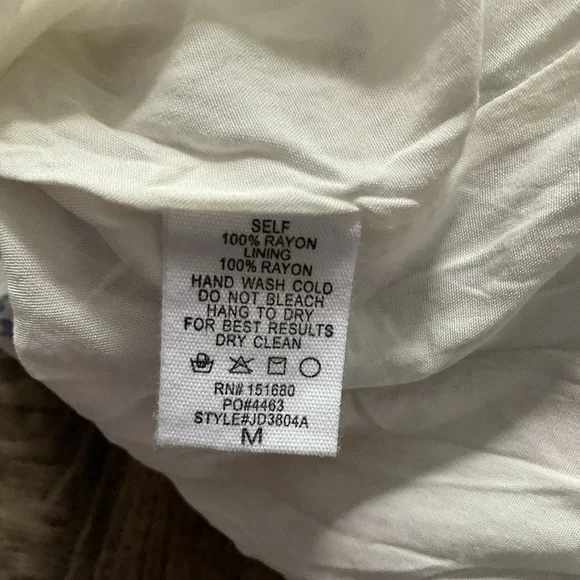 SELF
100% RAYON
LINING
100% RAYON
HAND WASH COLD
DO NOT BLEACH
HANG TO DRY
FOR BEST RESULTS
DRY CLEAN
RN# 151680
PO#4463
STYLE#JD3604A
M